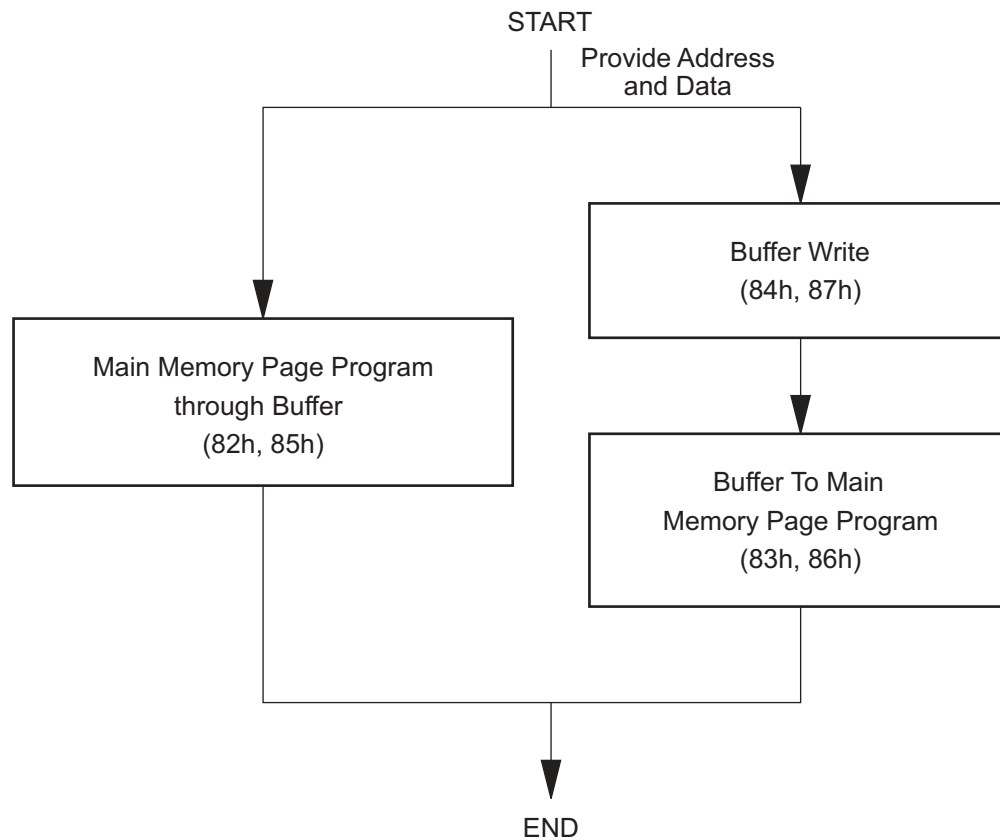 START
Provide Address
and Data
Buffer Write
(84h, 87h)
Main Memory Page Program
through Buffer
(82h, 85h)
Buffer To Main
Memory Page Program
(83h, 86h)
END